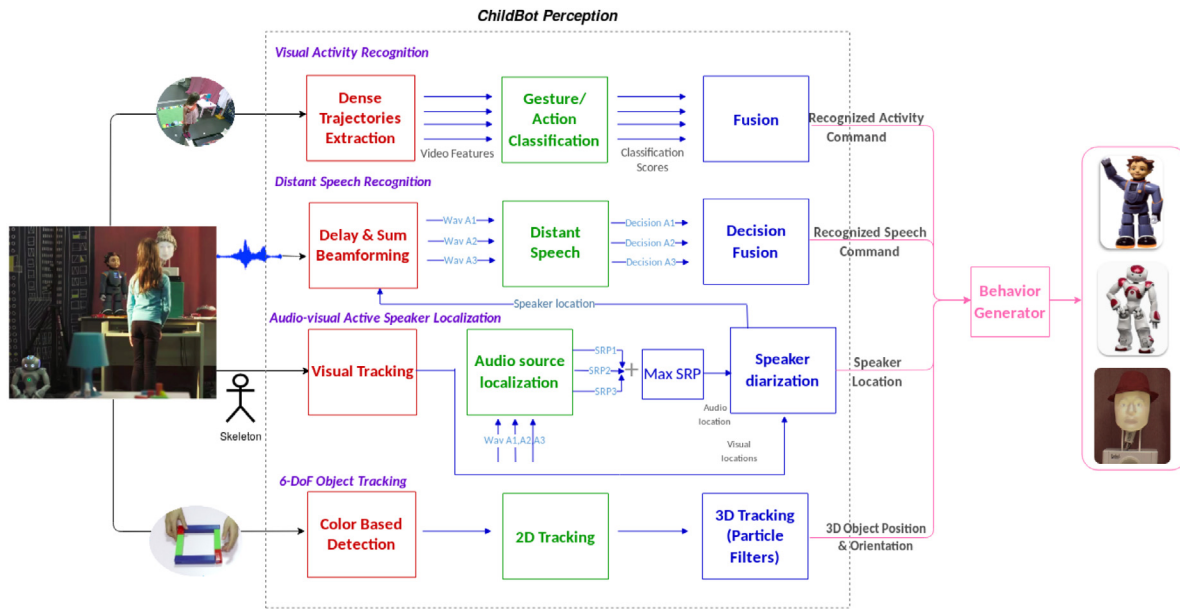 ChildBot Perception
Visual Activity Recognition
Dense
Trajectories
Extraction
Video Features
Gesture/
Action
Classification
Classification
Scores
Fusion
Recognized Activity
Command
Distant Speech Recognition
Delay & Sum
Beamforming
Wav A1
Wav A2
Wav A3
Distant
Speech
Decision A1
Decision A2
Decision A3
Decision
Fusion
Recognized Speech
Command
Speaker location
Audio-visual Active Speaker Localization
Skeleton
Visual Tracking
Audio source
localization
Wav A1,A2 A3
SRP1
SRP2
SRP3
+
Max SRP
Audio
location
Visual
locations
Speaker
diarization
Speaker
Location
6-DoF Object Tracking
Color Based
Detection
2D Tracking
3D Tracking
(Particle
Filters)
3D Object Position
& Orientation
Behavior
Generator